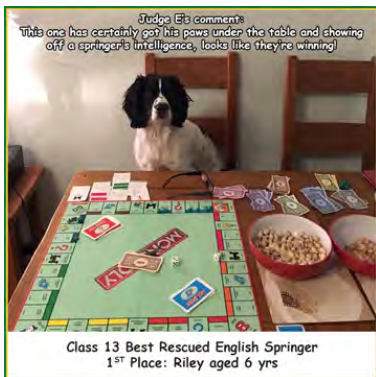 Judge E's comment:
This one has certainly got his paws under the table and showing
off a springer's intelligence, looks like they're winning!
MONOPOLY
Class 13 Best Rescued English Springer
1ST Place: Riley aged 6 yrs